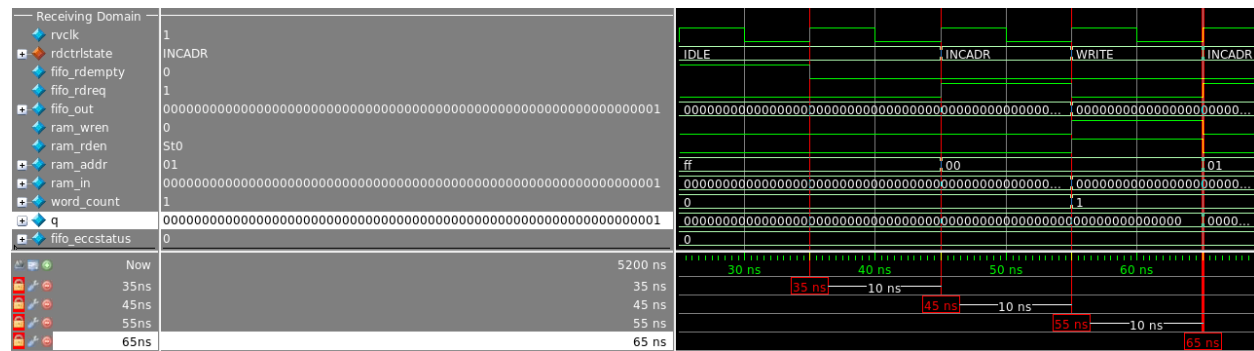 Receiving Domain
rvclk 1
rdctrlstate INCADR IDLE INCADR WRITE INCADR
fifo_rdempty 0
fifo_rdreq 1
fifo_out
ram_wren 0
ram_rden St0
ram_addr 01 ff 00 01
ram_in
word_count 1 0 1
q
fifo_eccstatus 0 0
Now 5200 ns 30 ns 40 ns 50 ns 60 ns
35ns 35 ns 35 ns 10 ns
45ns 45 ns 45 ns 10 ns
55ns 55 ns 55 ns 10 ns
65ns 65 ns 65 ns